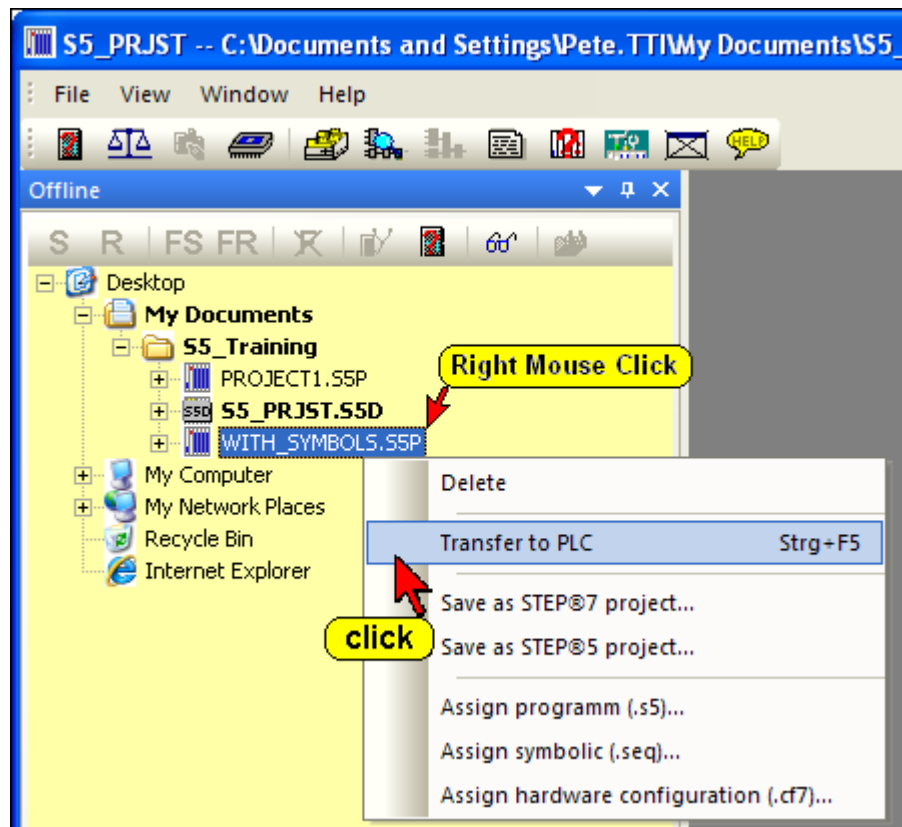 S5_PRJST -- C:\Documents and Settings\Pete.TTI\My Documents\S5_
File View Window Help
HELP
Offline
S R FS FR
Desktop
My Documents
S5_Training
PROJECT1.S5P
Right Mouse Click
S5D S5_PRJST.S5D
WITH_SYMBOLS.S5P
My Computer
My Network Places
Recycle Bin
Internet Explorer
Delete
Transfer to PLC Strg+F5
click
Save as STEP®7 project...
Save as STEP®5 project...
Assign programm (.s5)...
Assign symbolic (.seq)...
Assign hardware configuration (.cf7)...